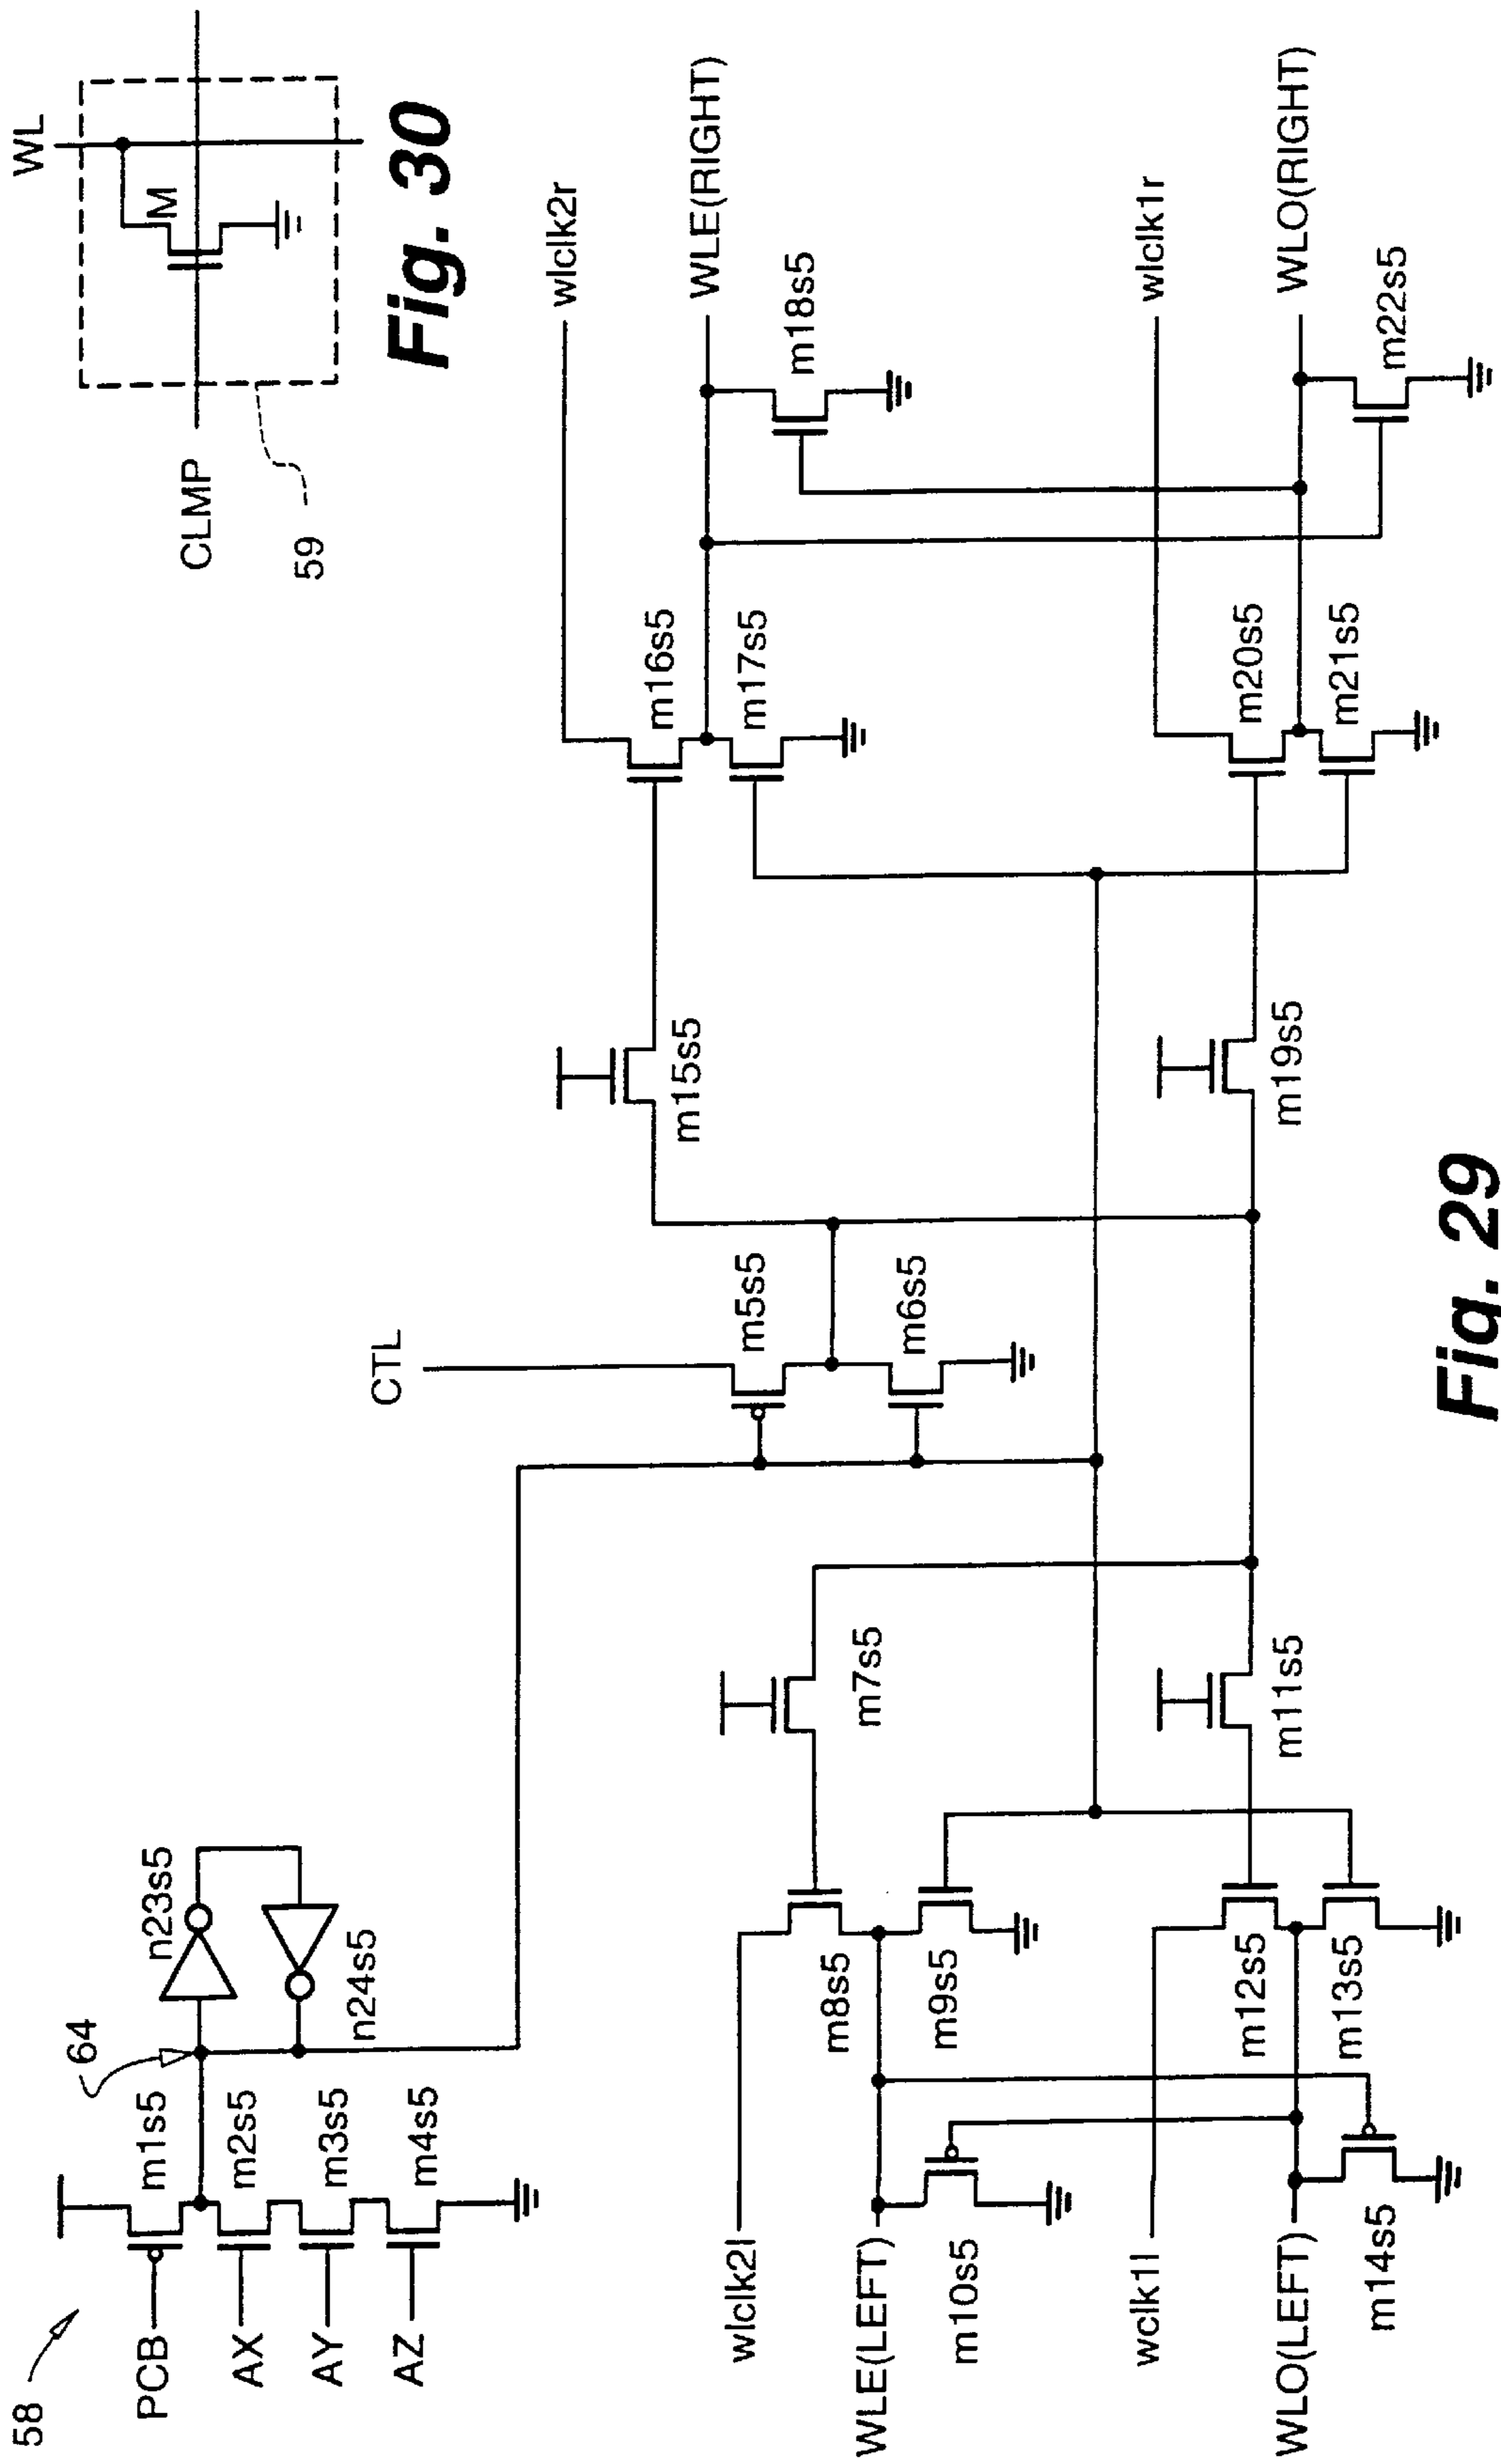 58
PCB
AX
AY
AZ
m1s5
m2s5
m3s5
m4s5
64
n23s5
n24s5
CTL
m5s5
m6s5
wlclk2l
m7s5
m8s5
m9s5
WLE(LEFT)
m10s5
wclk1l
m11s5
m12s5
m13s5
WLO(LEFT)
m14s5
m15s5
wlclk2r
m16s5
m17s5
WLE(RIGHT)
m18s5
m19s5
wlclk1r
m20s5
m21s5
WLO(RIGHT)
m22s5
Fig. 29
WL
M
CLMP
59
Fig. 30